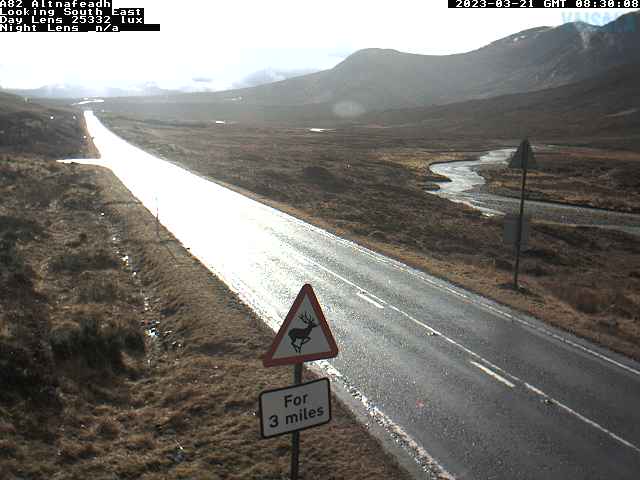 A82 Altnafeadh
Looking South East
Day Lens 25332 lux
Night Lens n/a
2023-03-21 GMT 08:30:08
VAISALA
For
3 miles